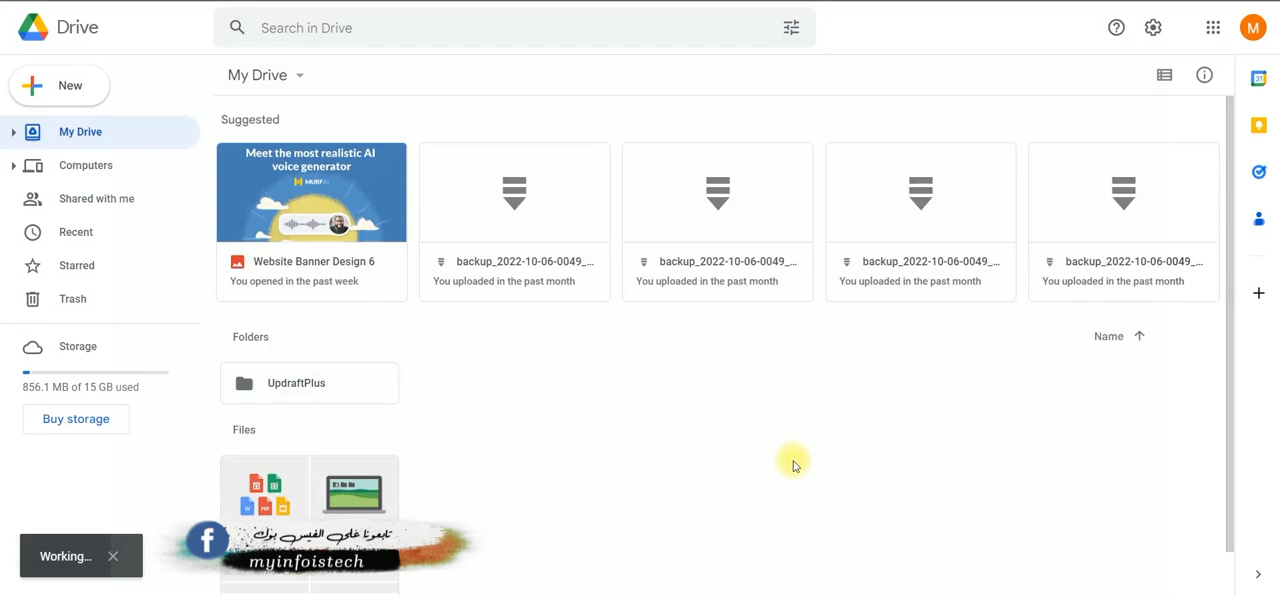 Drive
Search in Drive
M
31
New
My Drive
Suggested
My Drive
Computers
Shared with me
Recent
Starred
Trash
Storage
856.1 MB of 15 GB used
Buy storage
Meet the most realistic AI
voice generator
MURF.AI
Website Banner Design 6
You opened in the past week
backup_2022-10-06-0049_...
You uploaded in the past month
backup_2022-10-06-0049_...
You uploaded in the past month
backup_2022-10-06-0049_...
You uploaded in the past month
backup_2022-10-06-0049_...
You uploaded in the past month
Folders
Name
UpdraftPlus
Files
W
PDF
Working...
f
تابعونا على الفيس بوك
myinfoistech